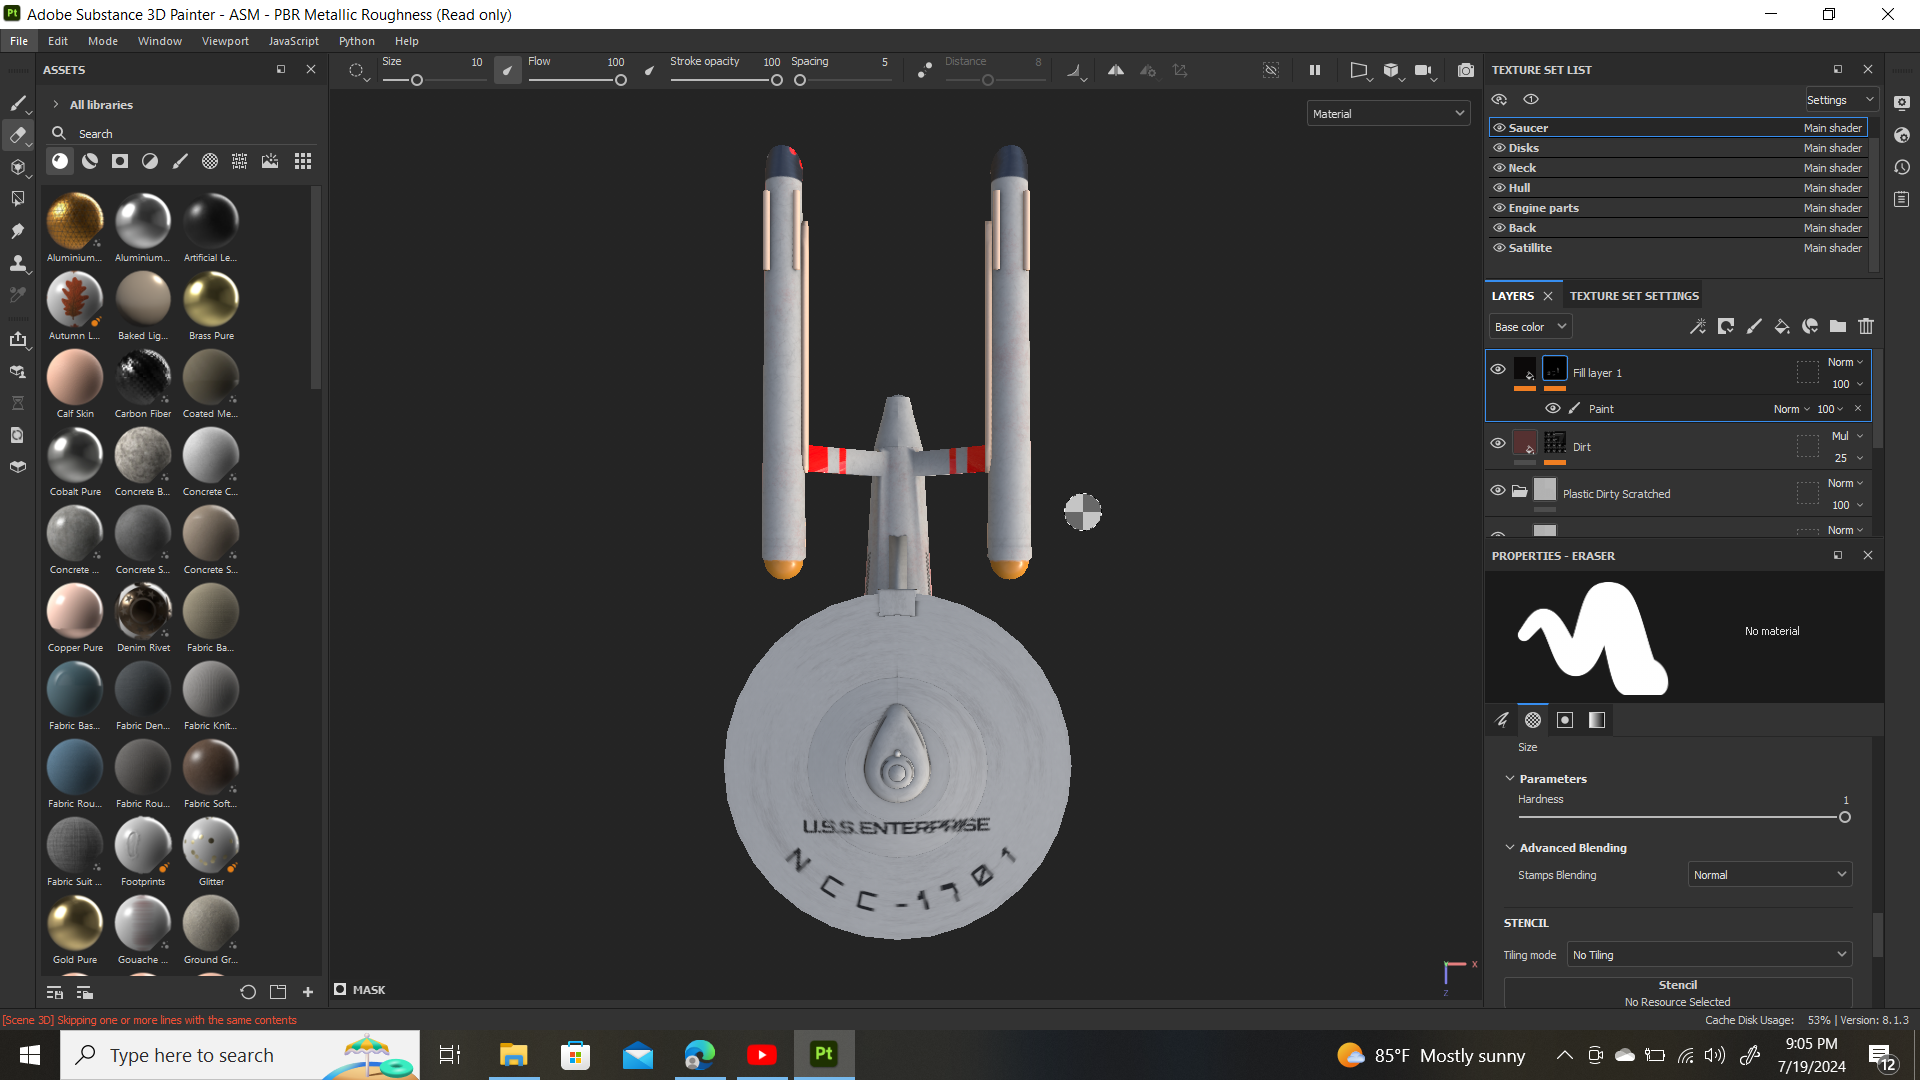 Pt Adobe Substance 3D Painter - ASM - PBR Metallic Roughness (Read only)
File Edit Mode Window Viewport JavaScript Python Help
ASSETS
All libraries
Search
Aluminium... Aluminium... Artificial Le...
Autumn L... Baked Lig... Brass Pure
Calf Skin Carbon Fiber Coated Me...
Cobalt Pure Concrete B... Concrete C...
Concrete ... Concrete S... Concrete S...
Copper Pure Denim Rivet Fabric Ba...
Fabric Bas... Fabric Den... Fabric Knit...
Fabric Rou... Fabric Rou... Fabric Soft...
Fabric Suit ... Footprints Glitter
Gold Pure Gouache ... Ground Gr...
Size 10 Flow 100 Stroke opacity 100 Spacing 5 Distance 8
Material
U.S.S. ENTERPRISE
NCC-1701
X
Z
MASK
TEXTURE SET LIST
Settings
Saucer Main shader
Disks Main shader
Neck Main shader
Hull Main shader
Engine parts Main shader
Back Main shader
Satillite Main shader
LAYERS TEXTURE SET SETTINGS
Base color
Fill layer 1 Norm
100
Paint Norm 100
Dirt Mul
25
Plastic Dirty Scratched Norm
100
Norm
PROPERTIES - ERASER
No material
Size
Parameters
Hardness 1
Advanced Blending
Stamps Blending Normal
STENCIL
Tiling mode No Tiling
Stencil
No Resource Selected
[Scene 3D] Skipping one or more lines with the same contents
Cache Disk Usage: 53% | Version: 8.1.3
Type here to search
Pt
85°F Mostly sunny
9:05 PM
7/19/2024
12